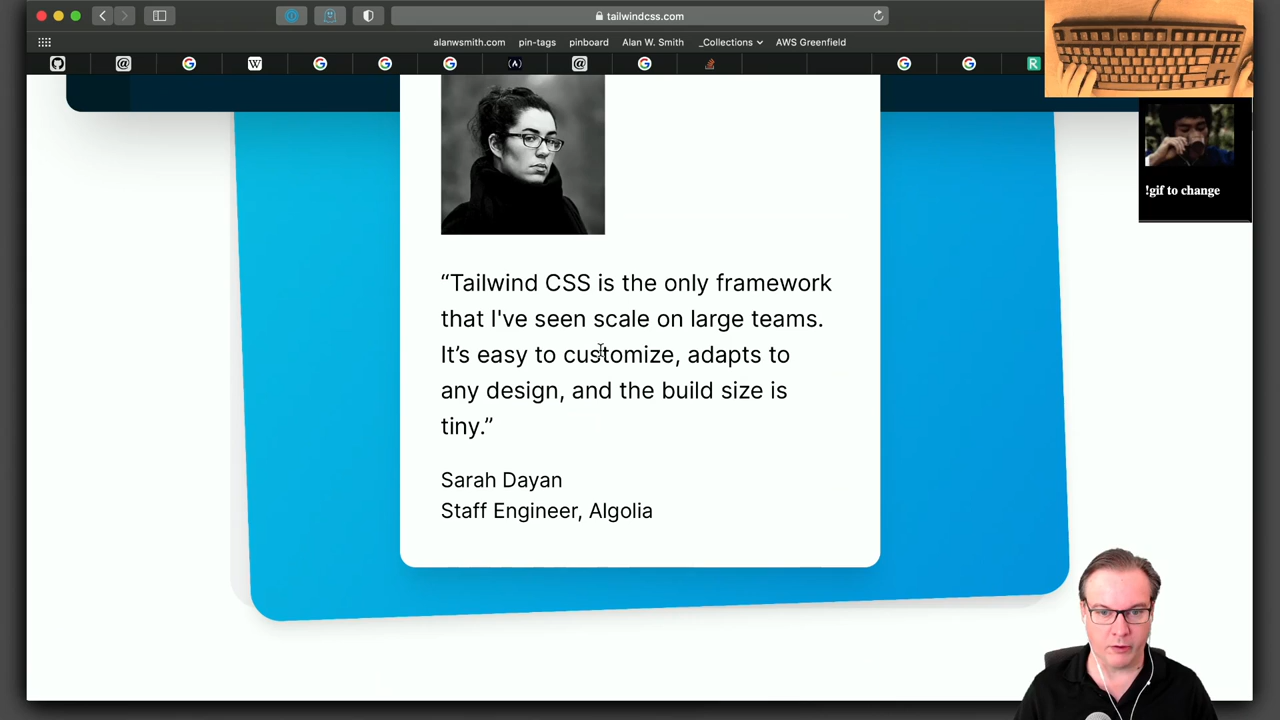 tailwindcss.com
alanwsmith.com pin-tags pinboard Alan W. Smith _Collections AWS Greenfield
!gif to change
“Tailwind CSS is the only framework
that I've seen scale on large teams.
It’s easy to customize, adapts to
any design, and the build size is
tiny.”
Sarah Dayan
Staff Engineer, Algolia